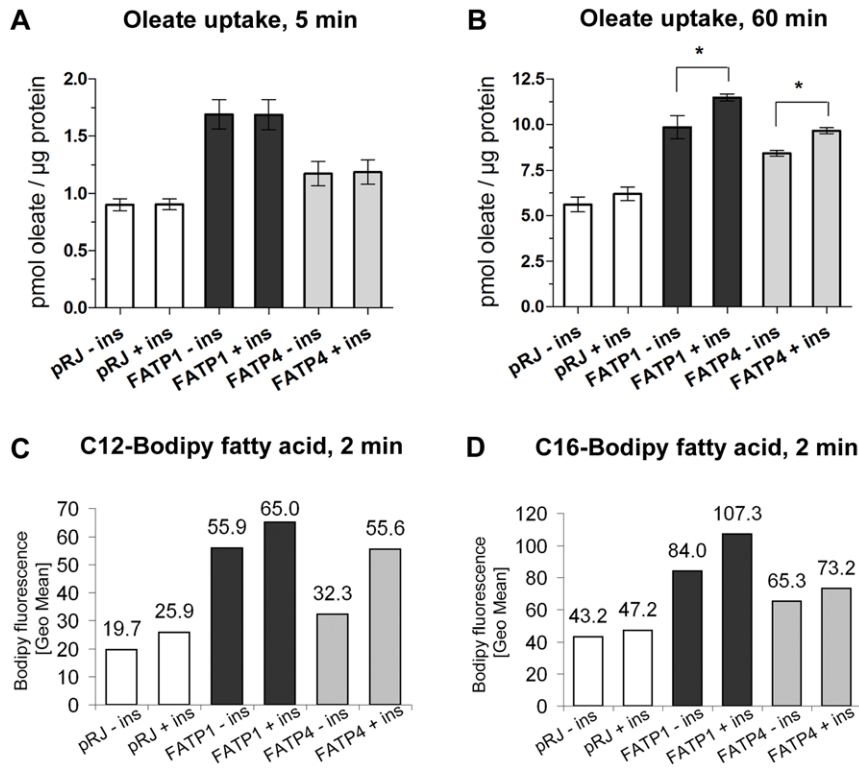 A
Oleate uptake, 5 min
pmol oleate / µg protein
2.0
1.5
1.0
0.5
0.0
pRJ - ins
pRJ + ins
FATP1 - ins
FATP1 + ins
FATP4 - ins
FATP4 + ins
B
Oleate uptake, 60 min
pmol oleate / µg protein
12.5
10.0
7.5
5.0
2.5
0.0
*
*
pRJ - ins
pRJ + ins
FATP1 - ins
FATP1 + ins
FATP4 - ins
FATP4 + ins
C
C12-Bodipy fatty acid, 2 min
Bodipy fluorescence
[Geo Mean]
70
60
50
40
30
20
10
0
19.7
25.9
55.9
65.0
32.3
55.6
pRJ - ins
pRJ + ins
FATP1 - ins
FATP1 + ins
FATP4 - ins
FATP4 + ins
D
C16-Bodipy fatty acid, 2 min
Bodipy fluorescence
[Geo Mean]
120
100
80
60
40
20
0
43.2
47.2
84.0
107.3
65.3
73.2
pRJ - ins
pRJ + ins
FATP1 - ins
FATP1 + ins
FATP4 - ins
FATP4 + ins